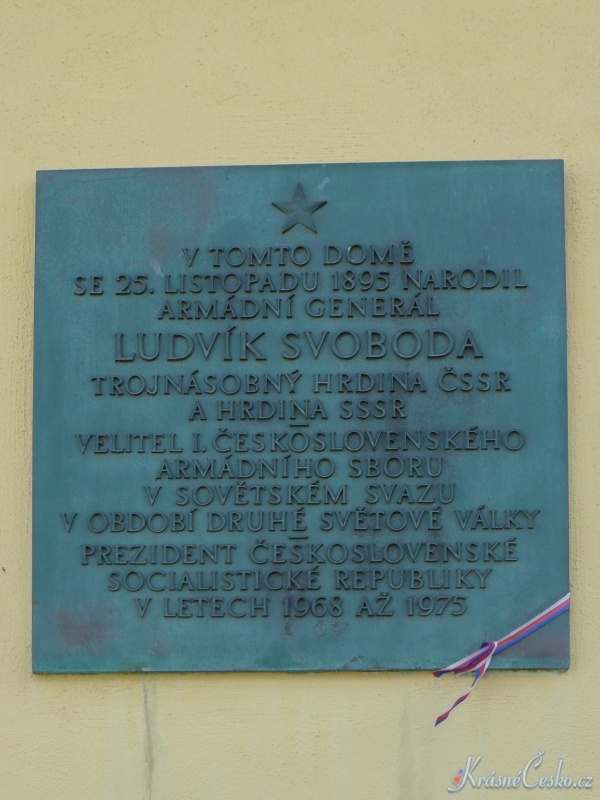 V TOMTO DOMĚ
SE 25. LISTOPADU 1895 NARODIL
ARMÁDNÍ GENERÁL
LUDVÍK SVOBODA
TROJNÁSOBNÝ HRDINA ČSSR
A HRDINA SSSR
–
VELITEL I. ČESKOSLOVENSKÉHO
ARMÁDNÍHO SBORU
V SOVĚTSKÉM SVAZU
V OBDOBÍ DRUHÉ SVĚTOVÉ VÁLKY
–
PREZIDENT ČESKOSLOVENSKÉ
SOCIALISTICKÉ REPUBLIKY
V LETECH 1968 AŽ 1975
KrásnéČesko.cz